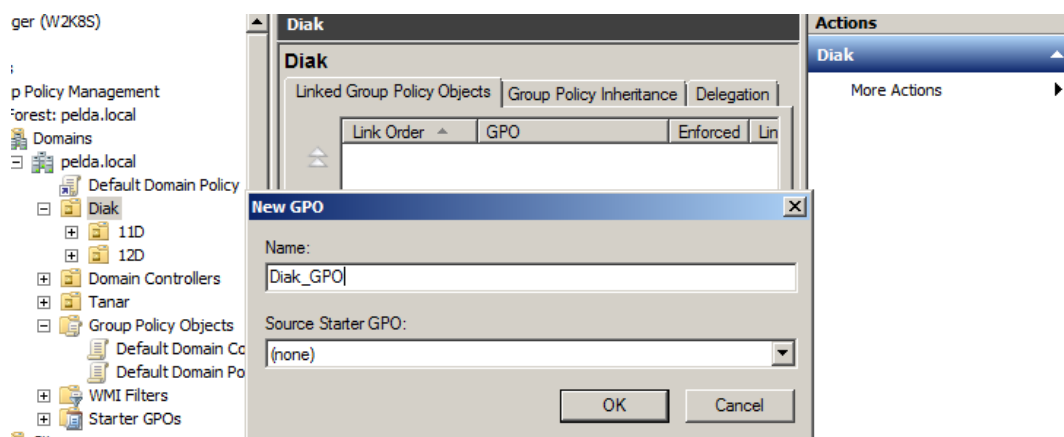 ger (W2K8S)
p Policy Management
Forest: pelda.local
Domains
pelda.local
Default Domain Policy
Diak
11D
12D
Domain Controllers
Tanar
Group Policy Objects
Default Domain Co
Default Domain Po
WMI Filters
Starter GPOs
Diak
Diak
Linked Group Policy Objects Group Policy Inheritance Delegation
Link Order GPO Enforced Lin
New GPO
Name:
Diak_GPO
Source Starter GPO:
(none)
OK Cancel
Actions
Diak
More Actions